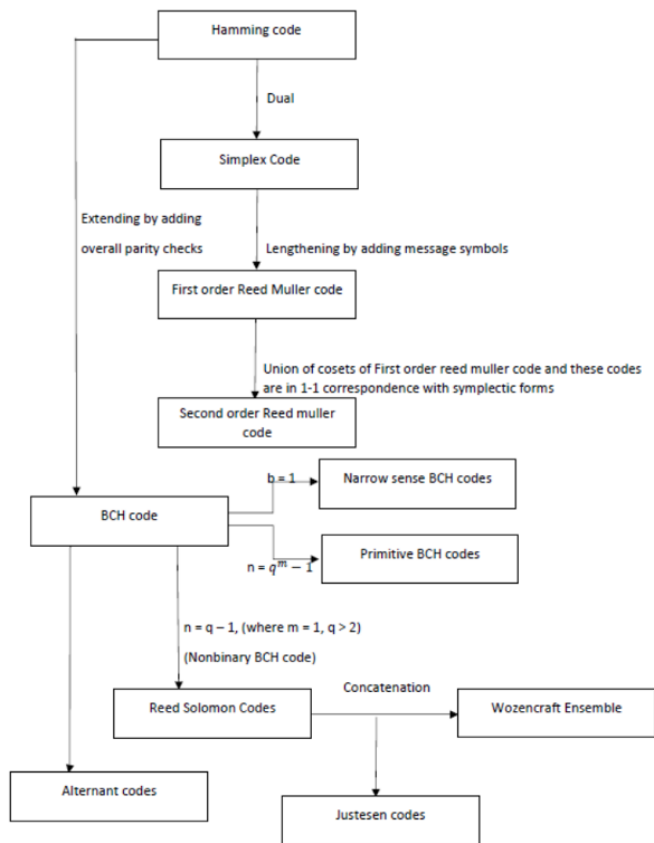 Hamming code
Dual
Simplex Code
Extending by adding
overall parity checks
Lengthening by adding message symbols
First order Reed Muller code
Union of cosets of First order reed muller code and these codes
are in 1-1 correspondence with symplectic forms
Second order Reed muller
code
b = 1
Narrow sense BCH codes
BCH code
Primitive BCH codes
n = q^m − 1
n = q – 1, (where m = 1, q > 2)
(Nonbinary BCH code)
Concatenation
Reed Solomon Codes
Wozencraft Ensemble
Alternant codes
Justesen codes